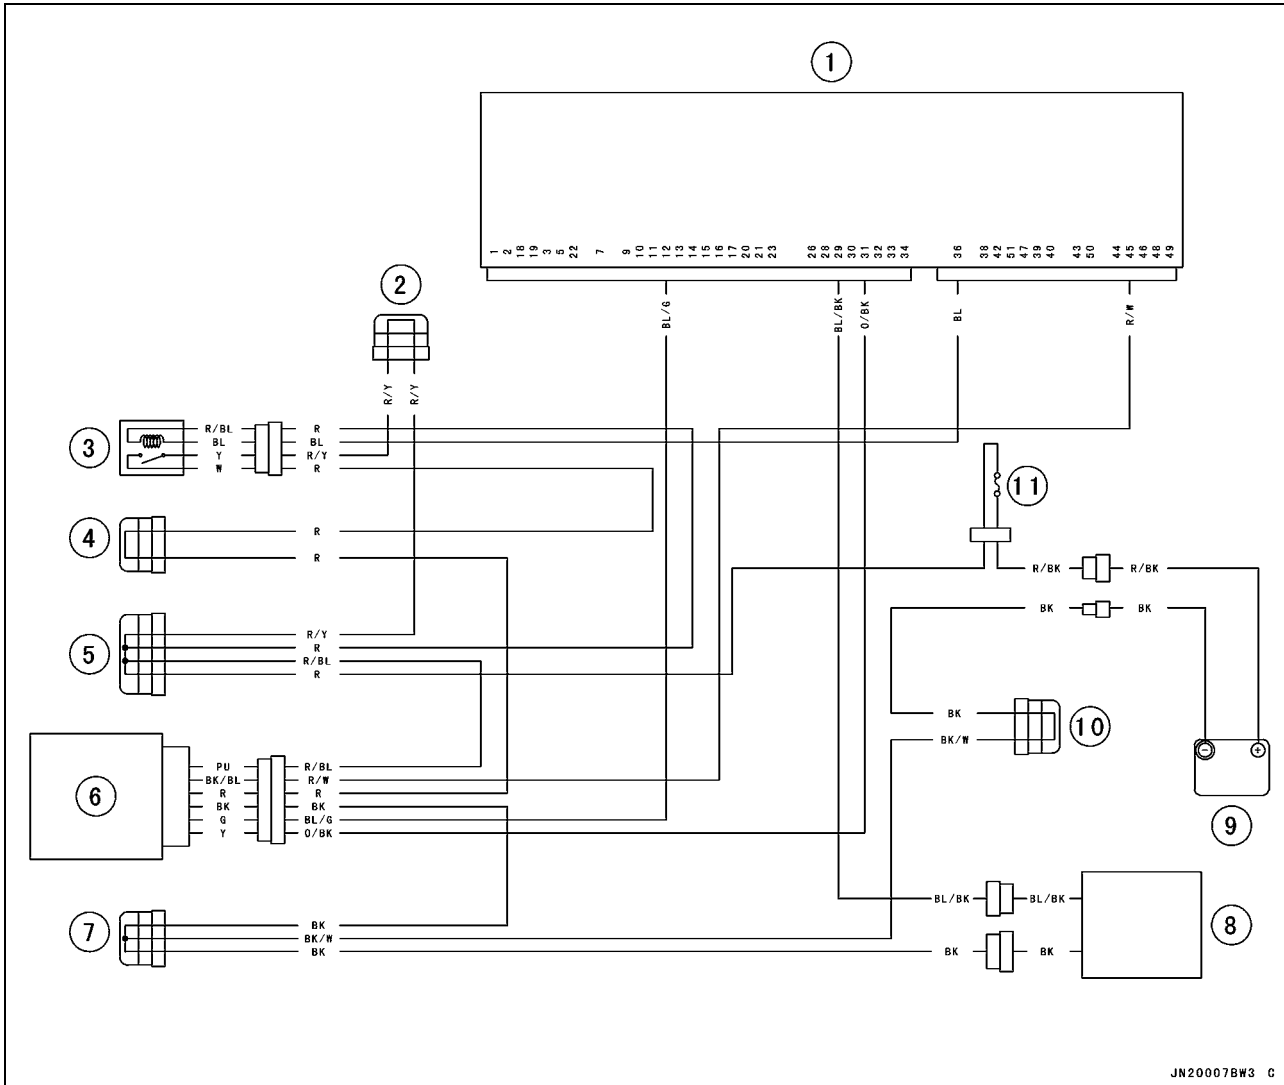 1
1 2 18 19 3 5 22 7 9 10 11 12 13 14 15 16 17 20 21 23 26 28 29 30 31 32 33 34 36 38 42 51 47 39 40 43 50 44 45 46 48 49
2
BL/G BL/BK O/BK BL R/W
R/Y R/Y
3
R/BL R
BL BL
Y R/Y
W R
11
4
R
R
R/BK R/BK
BK BK
5
R/Y
R
R/BL
R
BK
BK/W
10
6
PU R/BL
BK/BL R/W
R R
BK BK
G BL/G
Y O/BK
9
BL/BK BL/BK
7
BK
BK/W
BK
BK BK
8
JN20007BW3 C